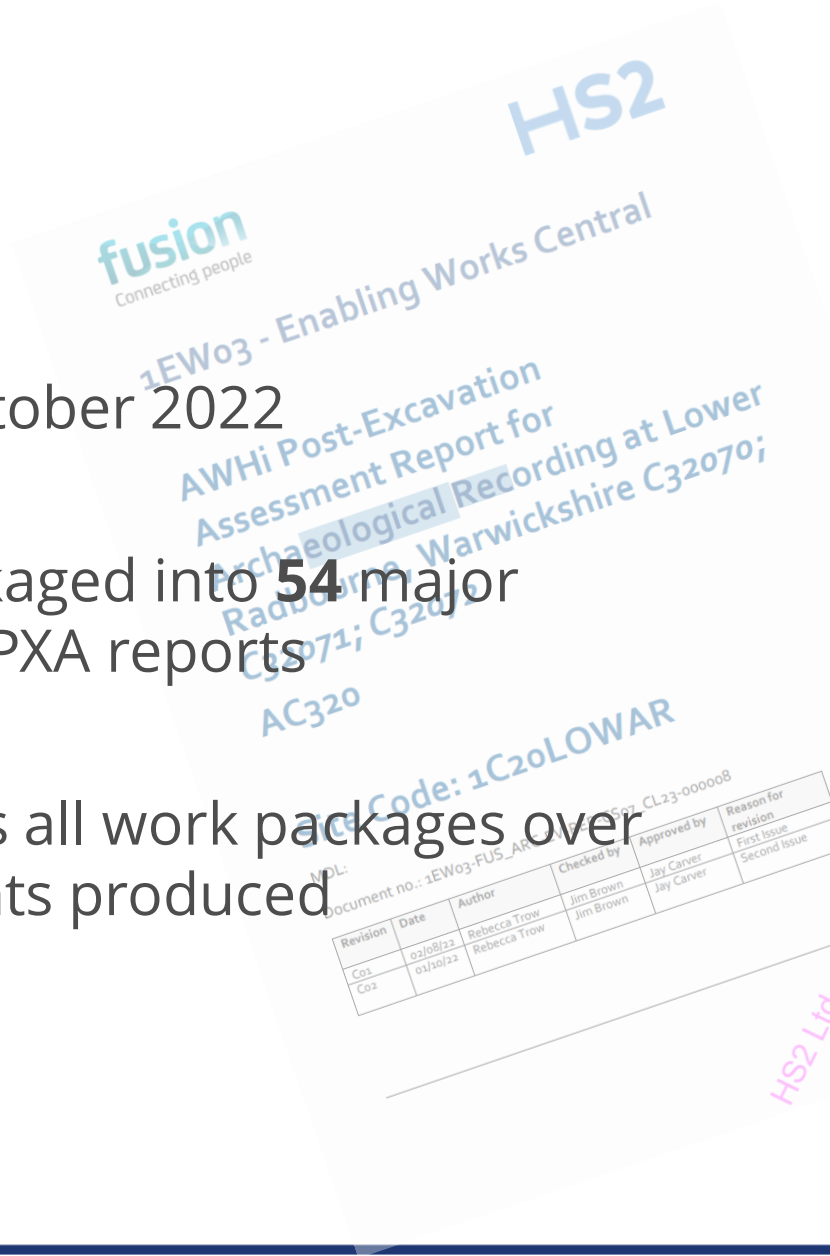 HS2
fusion
Connecting people
1EW03 - Enabling Works Central
AWHi Post-Excavation
Assessment Report for
Archaeological Recording at Lower
Radbourne, Warwickshire C32070;
C32071; C32072
AC320
Site Code: 1C20LOWAR
MDL:
Document no.: 1EW03-FUS_ARC CL23-000008
Revision Date Author Checked by Approved by Reason for revision
C01 02/08/22 Rebecca Trow Jim Brown Jay Carver First Issue
C02 01/10/22 Rebecca Trow Jim Brown Jay Carver Second Issue
HS2 Ltd
tober 2022
kaged into 54 major
PXA reports
s all work packages over
nts produced